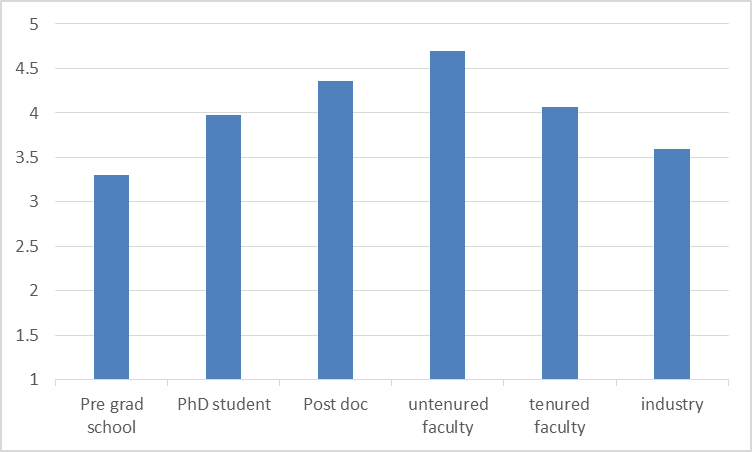 5
4.5
4
3.5
3
2.5
2
1.5
1
Pre grad school
PhD student
Post doc
untenured faculty
tenured faculty
industry